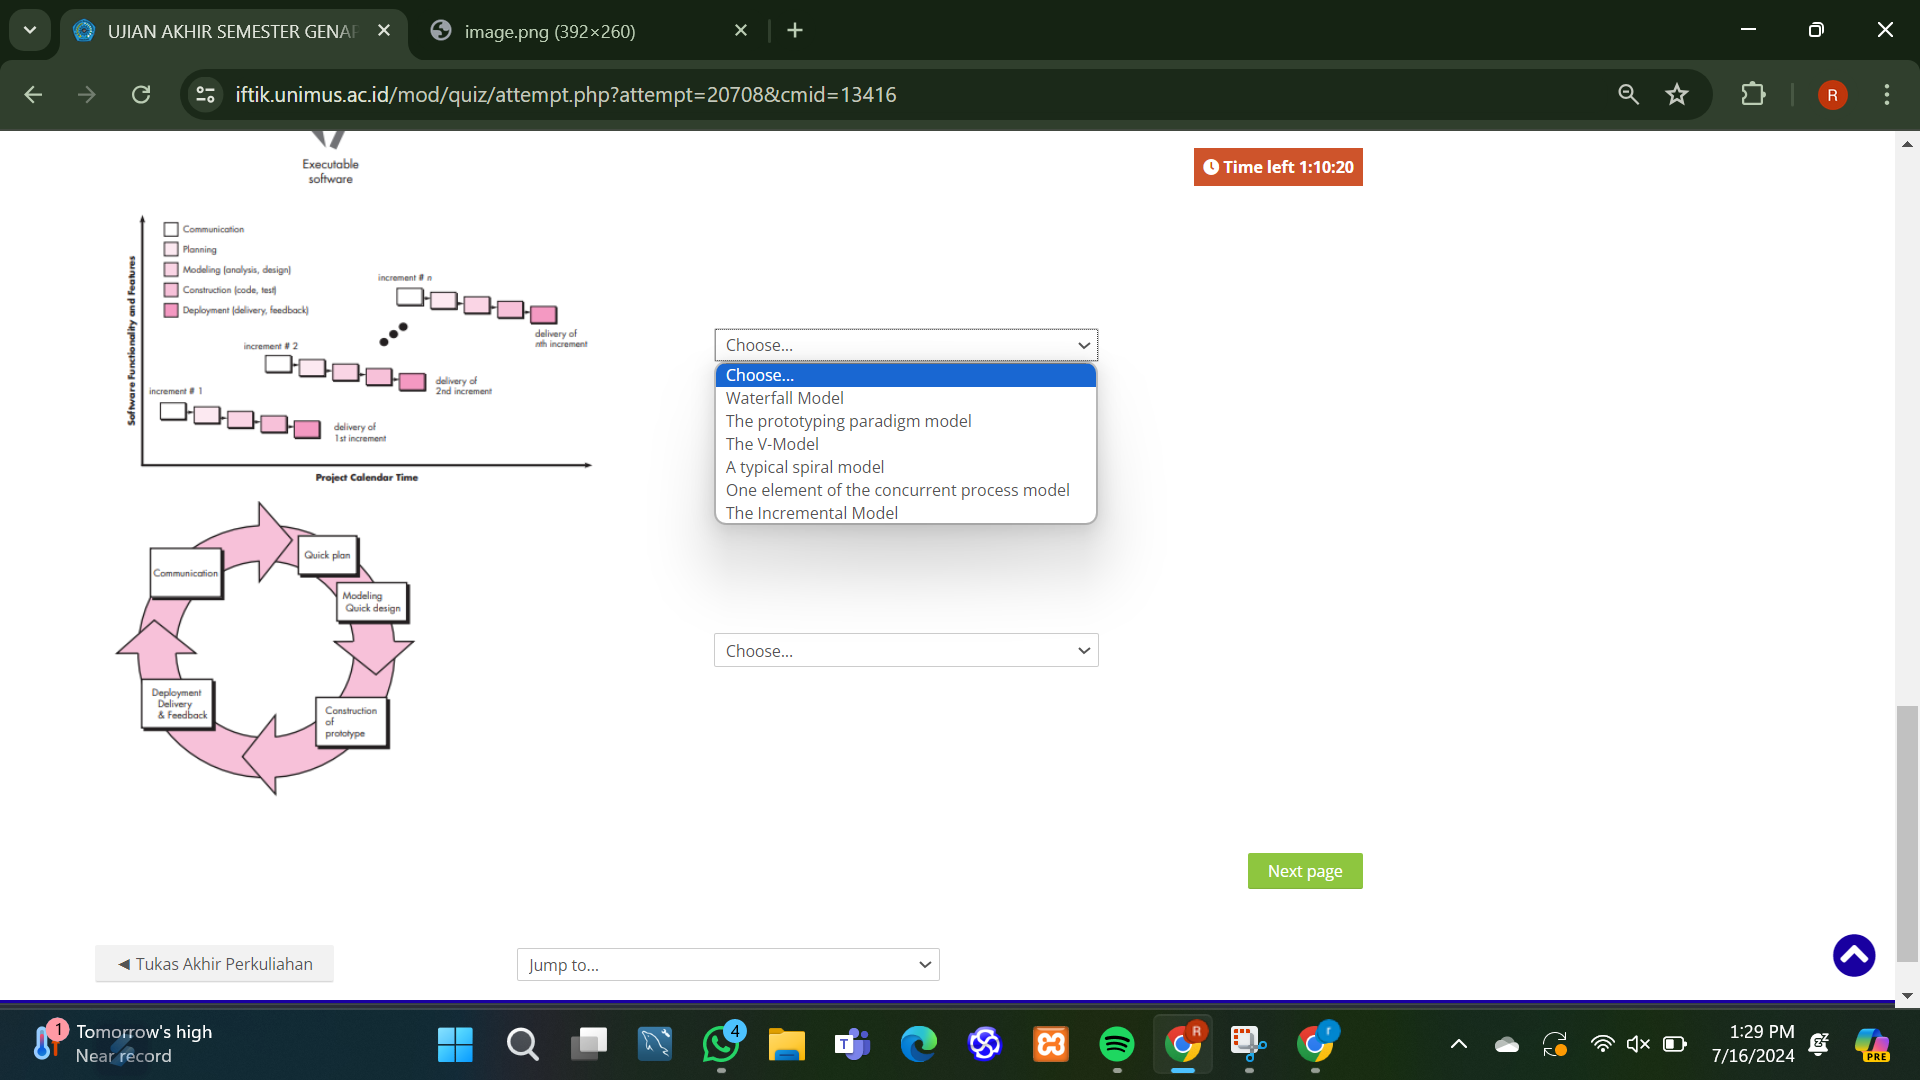 UJIAN AKHIR SEMESTER GENAP
image.png (392×260)
iftik.unimus.ac.id/mod/quiz/attempt.php?attempt=20708&cmid=13416
R
Executable
software
Time left 1:10:20
Software Functionality and Features
Communication
Planning
Modeling (analysis, design)
Construction (code, test)
Deployment (delivery, feedback)
increment # n
delivery of
nth increment
increment # 2
delivery of
2nd increment
increment # 1
delivery of
1st increment
Project Calendar Time
Choose...
Choose...
Waterfall Model
The prototyping paradigm model
The V-Model
A typical spiral model
One element of the concurrent process model
The Incremental Model
Communication
Quick plan
Modeling
Quick design
Construction
of
prototype
Deployment
Delivery
& Feedback
Choose...
Next page
◄ Tukas Akhir Perkuliahan
Jump to...
1
Tomorrow's high
Near record
4
T
R
r
1:29 PM
7/16/2024
PRE